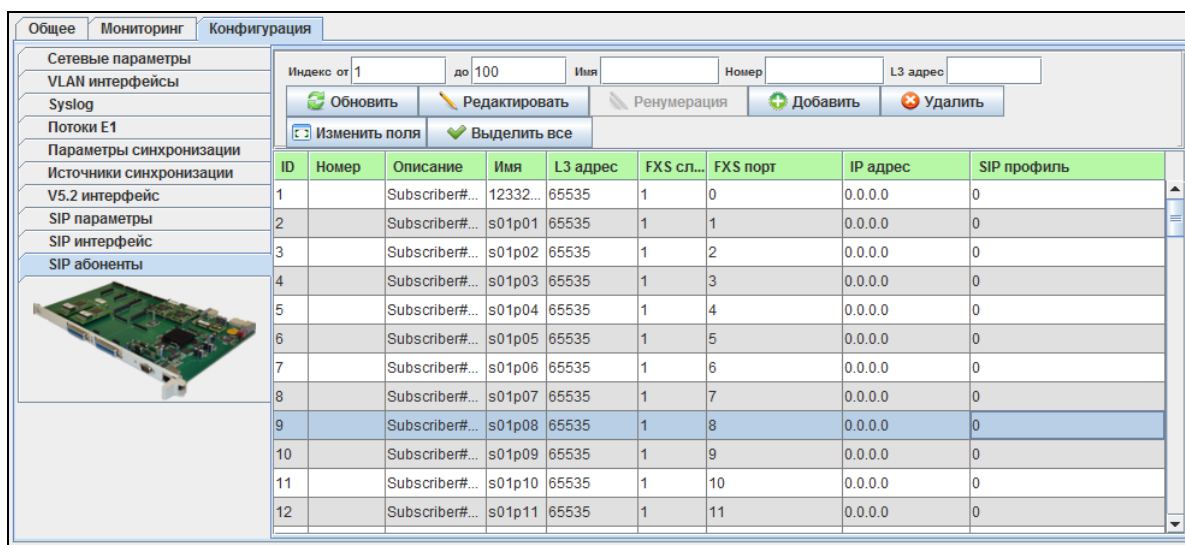 Общее Мониторинг Конфигурация
Сетевые параметры
VLAN интерфейсы
Syslog
Потоки E1
Параметры синхронизации
Источники синхронизации
V5.2 интерфейс
SIP параметры
SIP интерфейс
SIP абоненты
Индекс от 1 до 100 Имя Номер L3 адрес
Обновить Редактировать Ренумерация Добавить Удалить
Изменить поля Выделить все
ID Номер Описание Имя L3 адрес FXS сл... FXS порт IP адрес SIP профиль
1 Subscriber#... 12332... 65535 1 0 0.0.0.0 0
2 Subscriber#... s01p01 65535 1 1 0.0.0.0 0
3 Subscriber#... s01p02 65535 1 2 0.0.0.0 0
4 Subscriber#... s01p03 65535 1 3 0.0.0.0 0
5 Subscriber#... s01p04 65535 1 4 0.0.0.0 0
6 Subscriber#... s01p05 65535 1 5 0.0.0.0 0
7 Subscriber#... s01p06 65535 1 6 0.0.0.0 0
8 Subscriber#... s01p07 65535 1 7 0.0.0.0 0
9 Subscriber#... s01p08 65535 1 8 0.0.0.0 0
10 Subscriber#... s01p09 65535 1 9 0.0.0.0 0
11 Subscriber#... s01p10 65535 1 10 0.0.0.0 0
12 Subscriber#... s01p11 65535 1 11 0.0.0.0 0